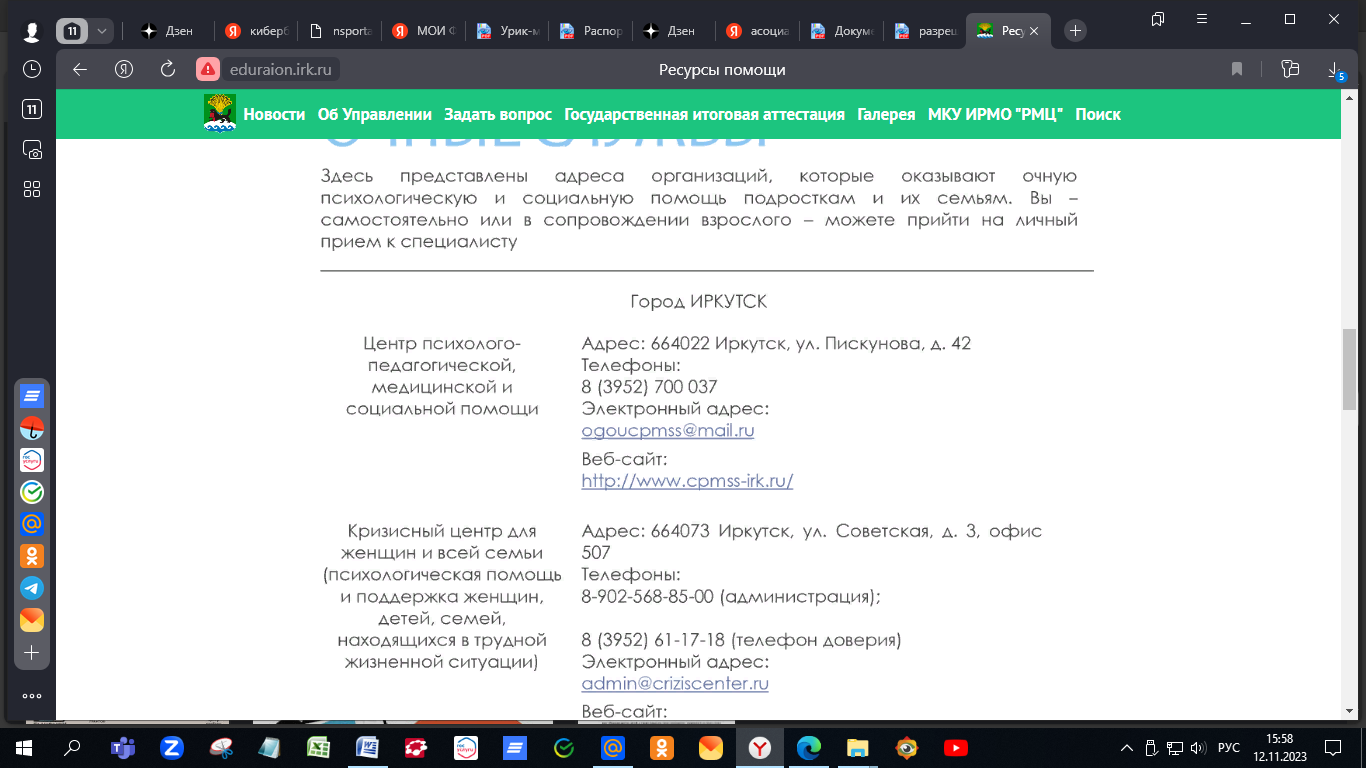 11
Дзен
киберб
nsporta
МОИ Ф
Урик-м
Распор
Дзен
асоциа
Докуме
разреш
Ресу
eduraion.irk.ru
Ресурсы помощи
5
11
Новости Об Управлении Задать вопрос Государственная итоговая аттестация Галерея МКУ ИРМО "РМЦ" Поиск
ОЧНЫЕ СЛУЖБЫ
Здесь представлены адреса организаций, которые оказывают очную
психологическую и социальную помощь подросткам и их семьям. Вы –
самостоятельно или в сопровождении взрослого – можете прийти на личный
прием к специалисту
Город ИРКУТСК
Центр психолого-
педагогической,
медицинской и
социальной помощи
Адрес: 664022 Иркутск, ул. Пискунова, д. 42
Телефоны:
8 (3952) 700 037
Электронный адрес:
ogoucpmss@mail.ru
Веб-сайт:
http://www.cpmss-irk.ru/
Кризисный центр для
женщин и всей семьи
(психологическая помощь
и поддержка женщин,
детей, семей,
находящихся в трудной
жизненной ситуации)
Адрес: 664073 Иркутск, ул. Советская, д. 3, офис
507
Телефоны:
8-902-568-85-00 (администрация);
8 (3952) 61-17-18 (телефон доверия)
Электронный адрес:
admin@criziscenter.ru
Веб-сайт:
РУС
15:58
12.11.2023